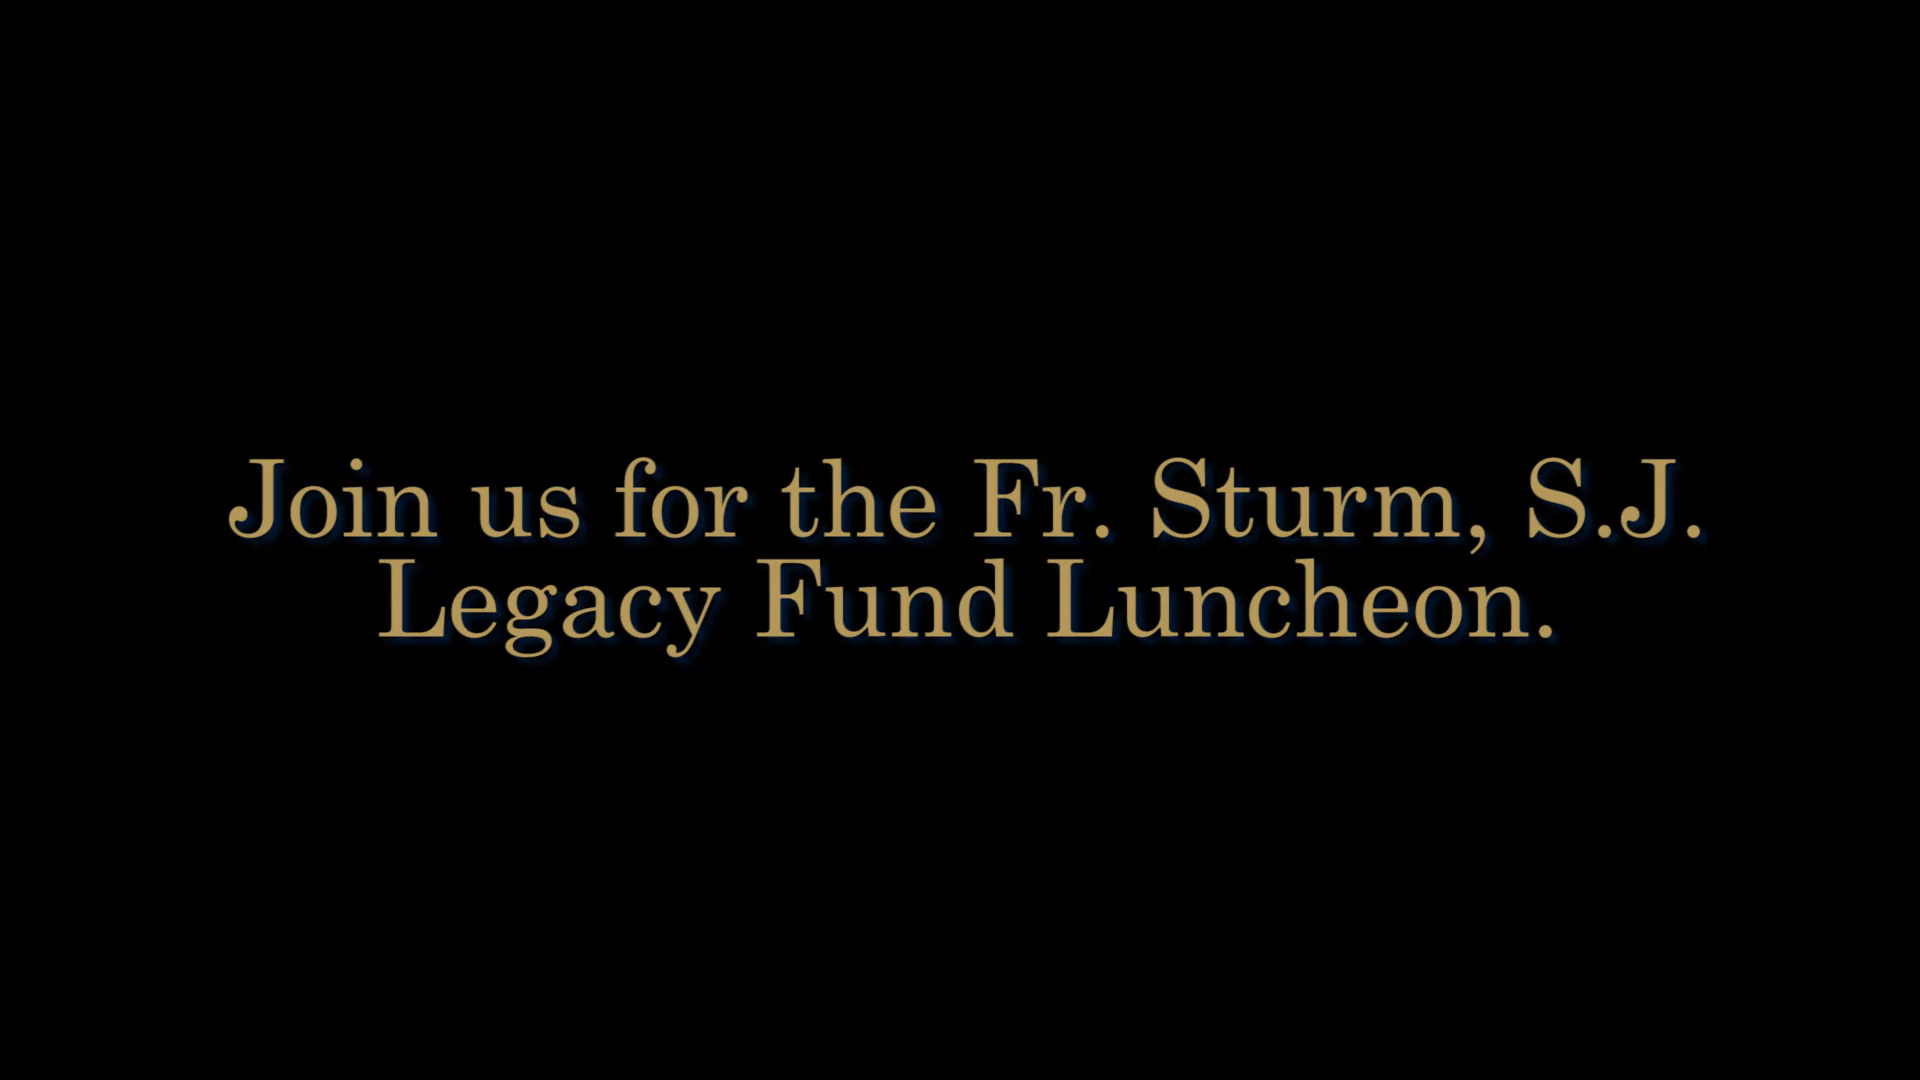 Join us for the Fr. Sturm, S.J.
Legacy Fund Luncheon.